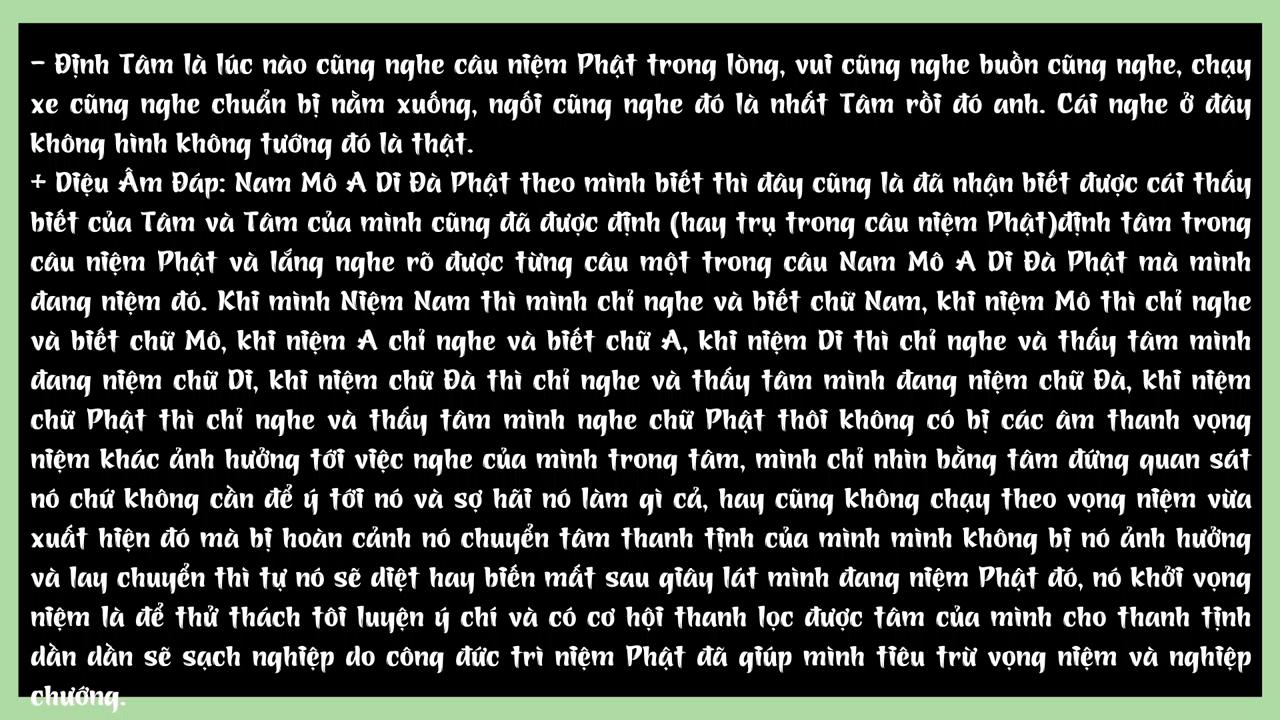 - Định Tâm là lúc nào cũng nghe câu niệm Phật trong lòng, vui cũng nghe buồn cũng nghe, chạy
xe cũng nghe chuẩn bị nằm xuống, ngối cũng nghe đó là nhất Tâm rồi đó anh. Cái nghe ở đây
không hình không tướng đó là thật.
+ Diệu Âm Đáp: Nam Mô A Di Đà Phật theo mình biết thì đây cũng là đã nhận biết được cái thấy
biết của Tâm và Tâm của mình cũng đã được định (hay trụ trong câu niệm Phật)định tâm trong
câu niệm Phật và lắng nghe rõ được từng câu một trong câu Nam Mô A Di Đà Phật mà mình
đang niệm đó. Khi mình Niệm Nam thì mình chỉ nghe và biết chữ Nam, khi niệm Mô thì chỉ nghe
và biết chữ Mô, khi niệm A chỉ nghe và biết chữ A, khi niệm Di thì chỉ nghe và thấy tâm mình
đang niệm chữ Di, khi niệm chữ Đà thì chỉ nghe và thấy tâm mình đang niệm chữ Đà, khi niệm
chữ Phật thì chỉ nghe và thấy tâm mình nghe chữ Phật thôi không có bị các âm thanh vọng
niệm khác ảnh hưởng tới việc nghe của mình trong tâm, mình chỉ nhìn bằng tâm đứng quan sát
nó chứ không cần để ý tới nó và sợ hãi nó làm gì cả, hay cũng không chạy theo vọng niệm vừa
xuất hiện đó mà bị hoàn cảnh nó chuyển tâm thanh tịnh của mình mình không bị nó ảnh hưởng
và lay chuyển thì tự nó sẽ diệt hay biến mất sau giây lát mình đang niệm Phật đó, nó khởi vọng
niệm là để thử thách tôi luyện ý chí và có cơ hội thanh lọc được tâm của mình cho thanh tịnh
dần dần sẽ sạch nghiệp do công đức trì niệm Phật đã giúp mình tiêu trừ vọng niệm và nghiệp
chướng.